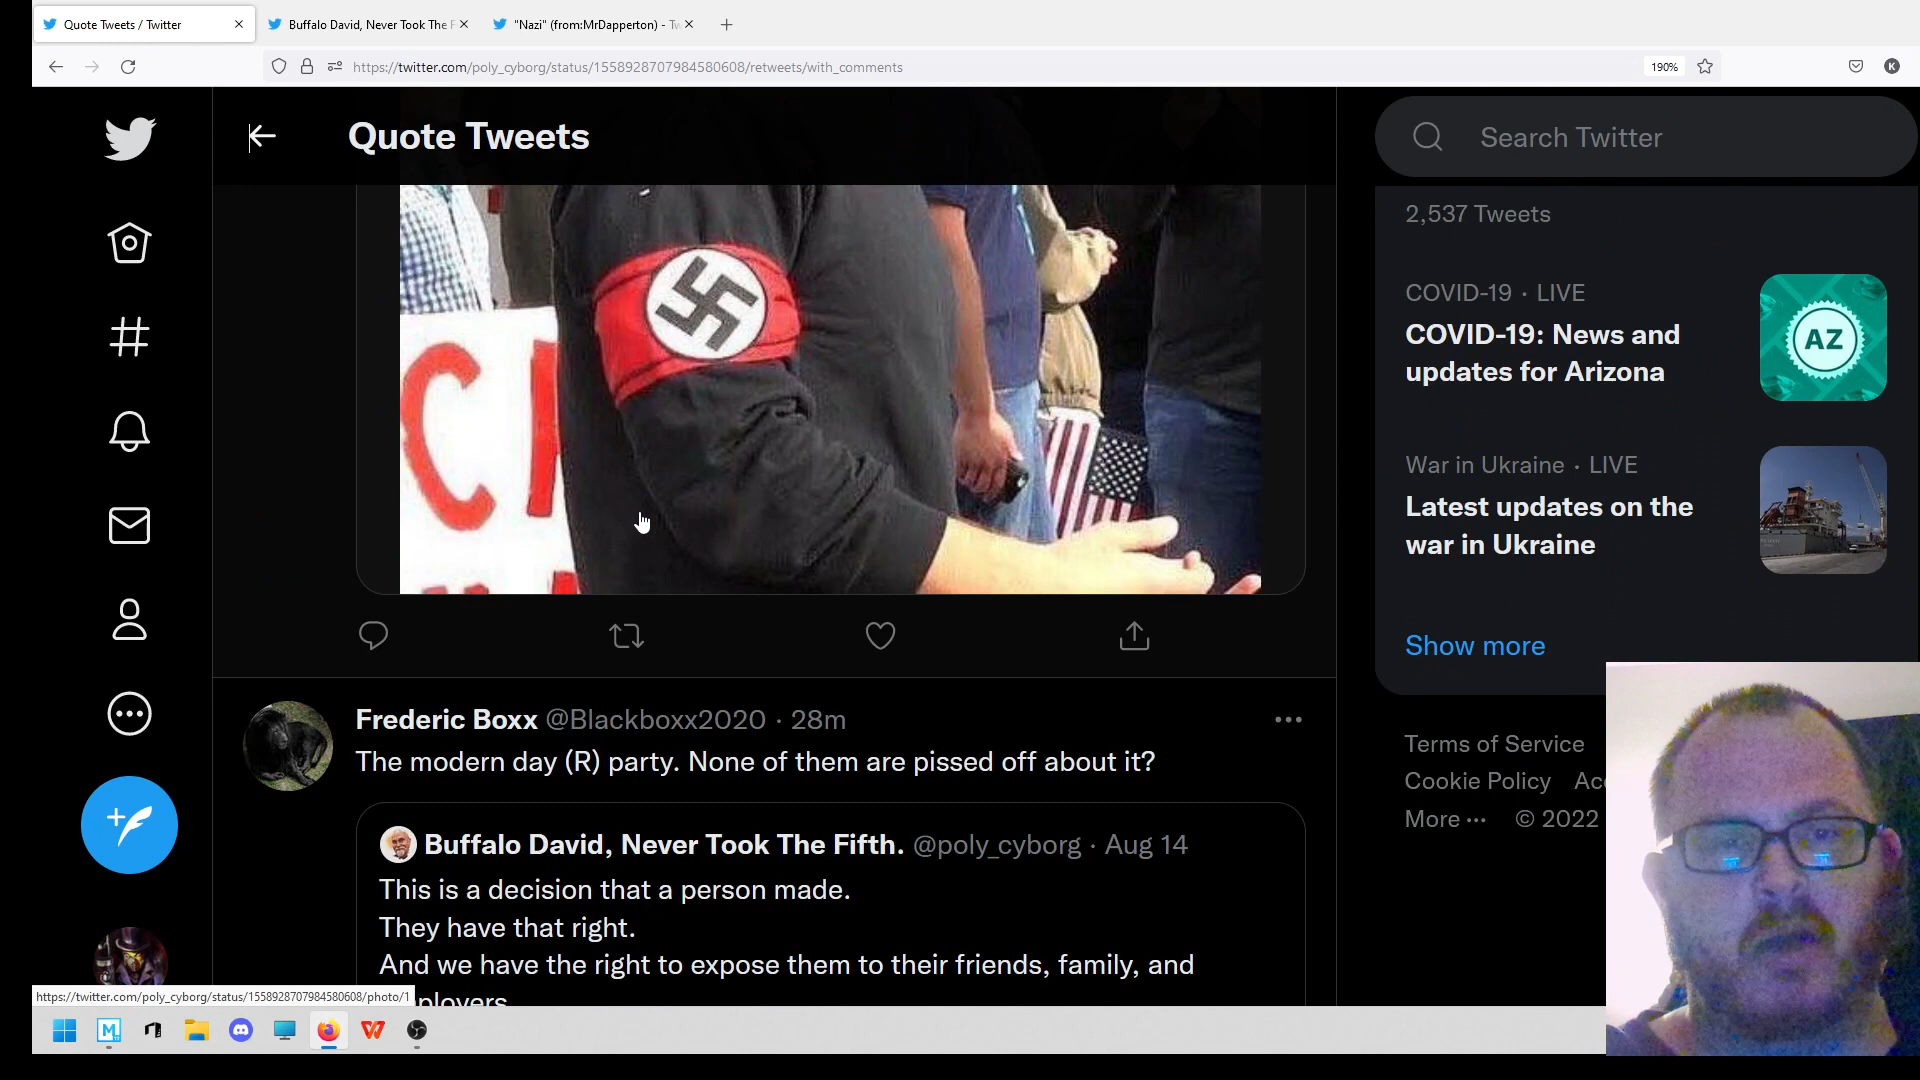 Quote Tweets / Twitter
Buffalo David, Never Took The F
"Nazi" (from:MrDapperton) - Tw
https://twitter.com/poly_cyborg/status/1558928707984580608/retweets/with_comments
190%
K
Quote Tweets
Search Twitter
2,537 Tweets
COVID-19 · LIVE
COVID-19: News and
updates for Arizona
AZ
War in Ukraine · LIVE
Latest updates on the
war in Ukraine
Show more
Frederic Boxx @Blackboxx2020 · 28m
The modern day (R) party. None of them are pissed off about it?
Buffalo David, Never Took The Fifth. @poly_cyborg · Aug 14
This is a decision that a person made.
They have that right.
And we have the right to expose them to their friends, family, and
Terms of Service
Cookie Policy
More ··· © 2022
https://twitter.com/poly_cyborg/status/1558928707984580608/photo/1